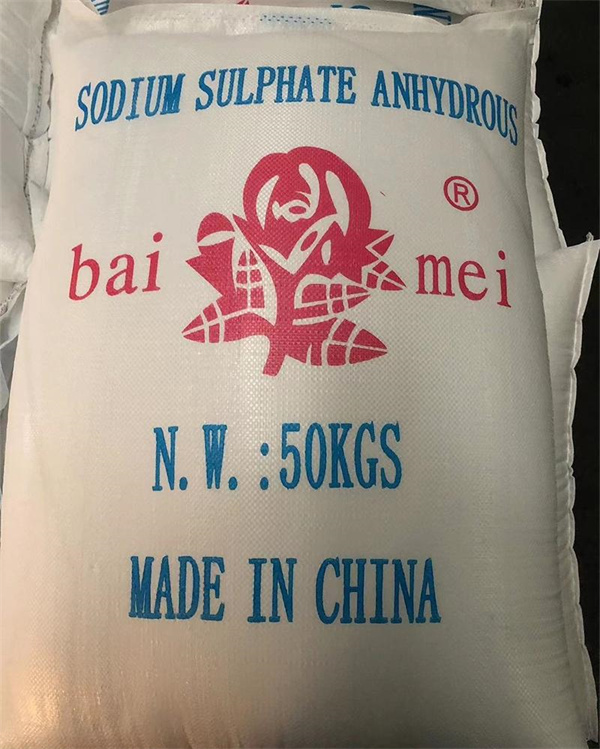 SODIUM SULPHATE ANHYDROUS
®
bai mei
N.W.:50KGS
MADE IN CHINA